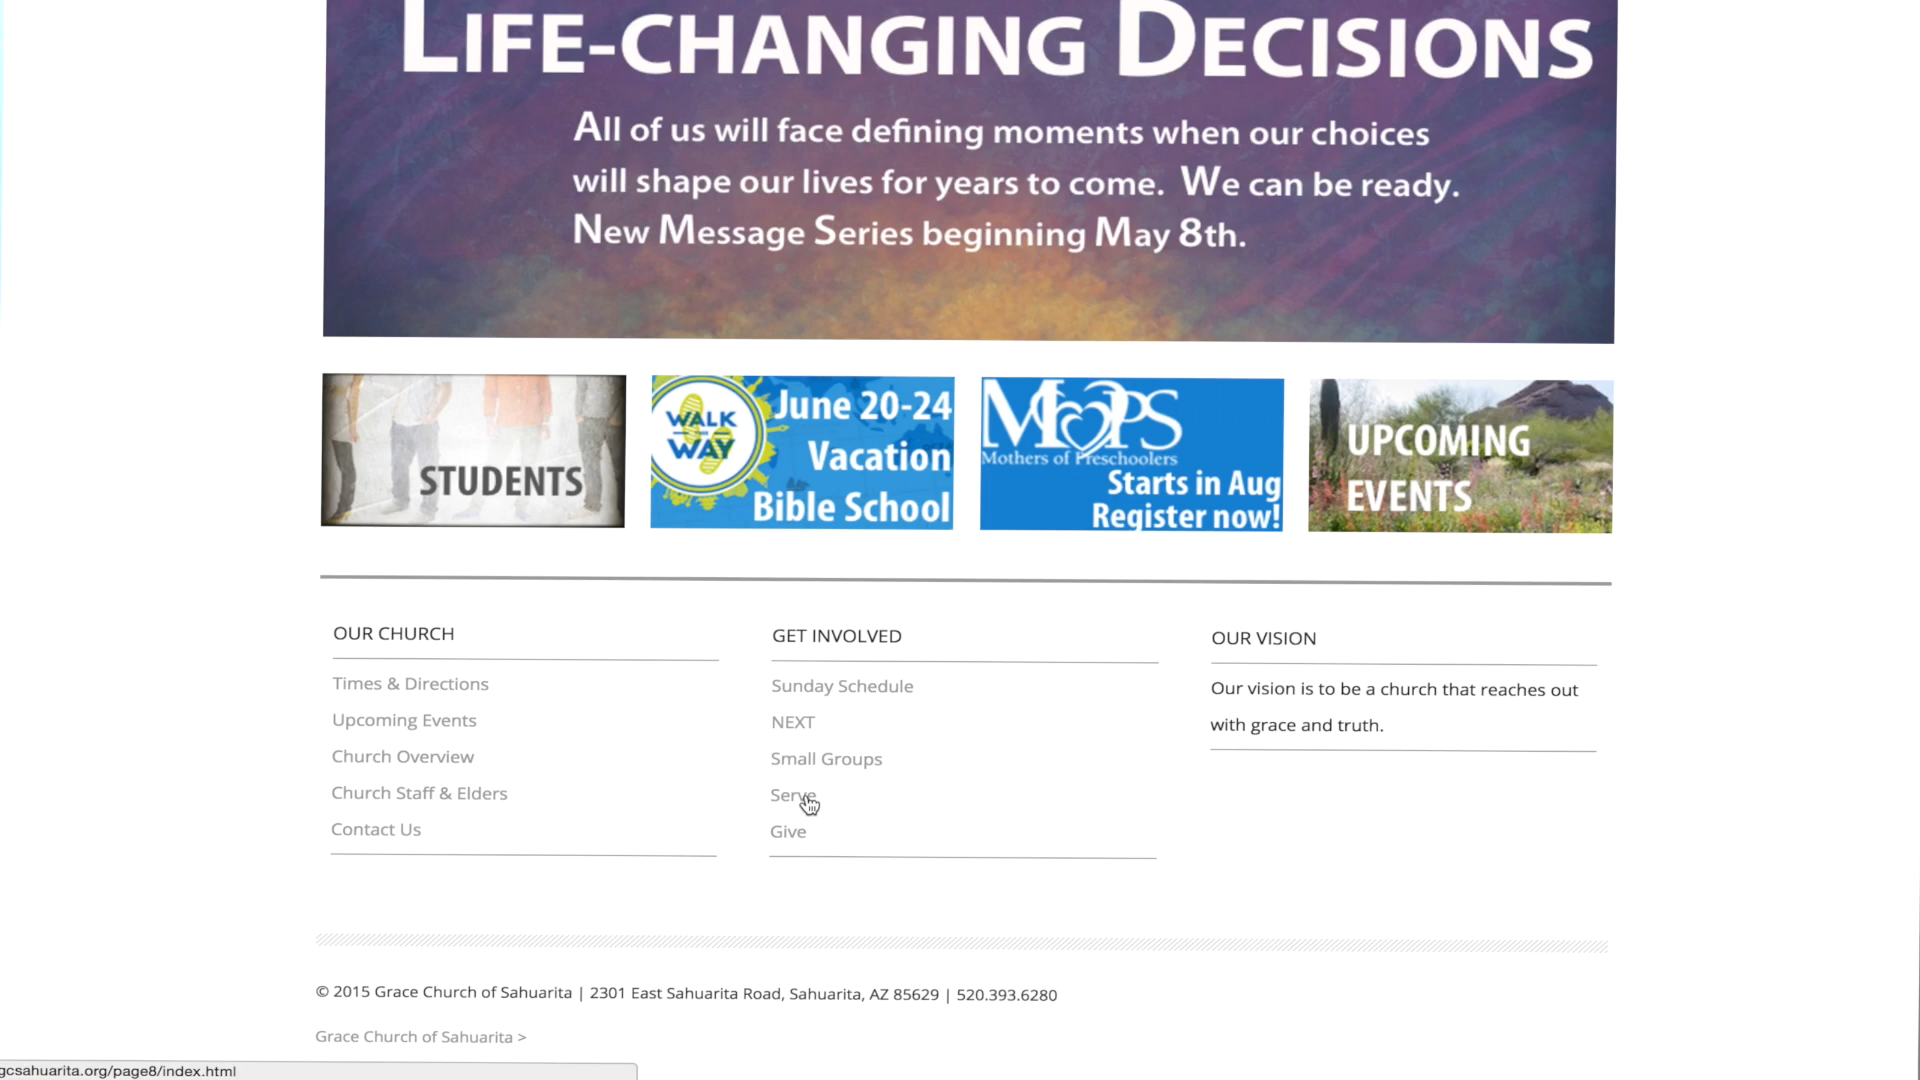 LIFE-CHANGING DECISIONS
All of us will face defining moments when our choices
will shape our lives for years to come. We can be ready.
New Message Series beginning May 8th.
STUDENTS
WALK
THE
WAY
June 20-24
Vacation
Bible School
MOPS
Mothers of Preschoolers
Starts in Aug
Register now!
UPCOMING
EVENTS
OUR CHURCH
Times & Directions
Upcoming Events
Church Overview
Church Staff & Elders
Contact Us
GET INVOLVED
Sunday Schedule
NEXT
Small Groups
Serve
Give
OUR VISION
Our vision is to be a church that reaches out
with grace and truth.
© 2015 Grace Church of Sahuarita | 2301 East Sahuarita Road, Sahuarita, AZ 85629 | 520.393.6280
Grace Church of Sahuarita >
gcsahuarita.org/page8/index.html